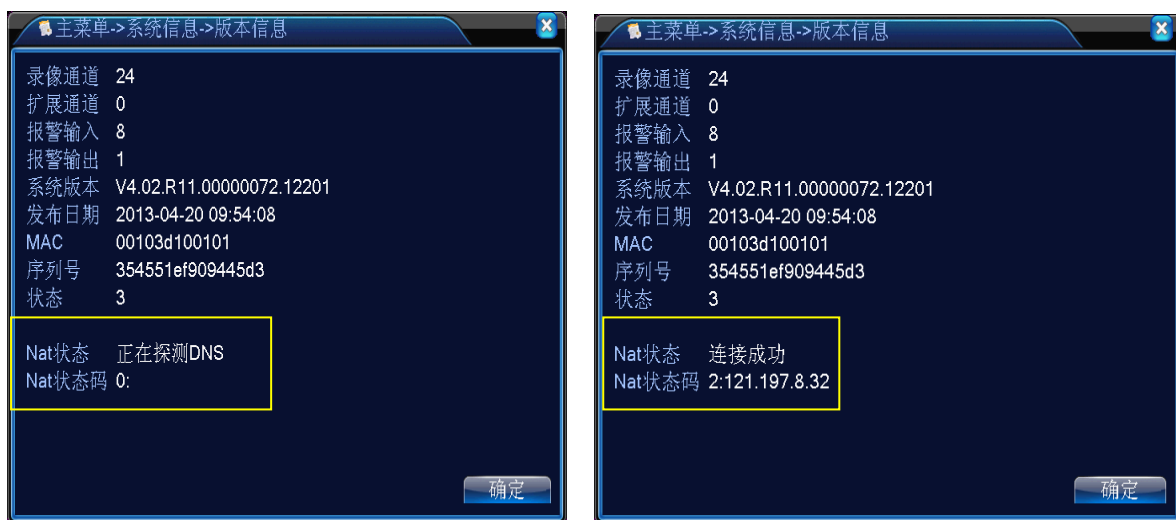 主菜单->系统信息->版本信息
录像通道 24
扩展通道 0
报警输入 8
报警输出 1
系统版本 V4.02.R11.00000072.12201
发布日期 2013-04-20 09:54:08
MAC 00103d100101
序列号 354551ef909445d3
状态 3
Nat状态 正在探测DNS
Nat状态码 0:
确定
主菜单->系统信息->版本信息
录像通道 24
扩展通道 0
报警输入 8
报警输出 1
系统版本 V4.02.R11.00000072.12201
发布日期 2013-04-20 09:54:08
MAC 00103d100101
序列号 354551ef909445d3
状态 3
Nat状态 连接成功
Nat状态码 2:121.197.8.32
确定